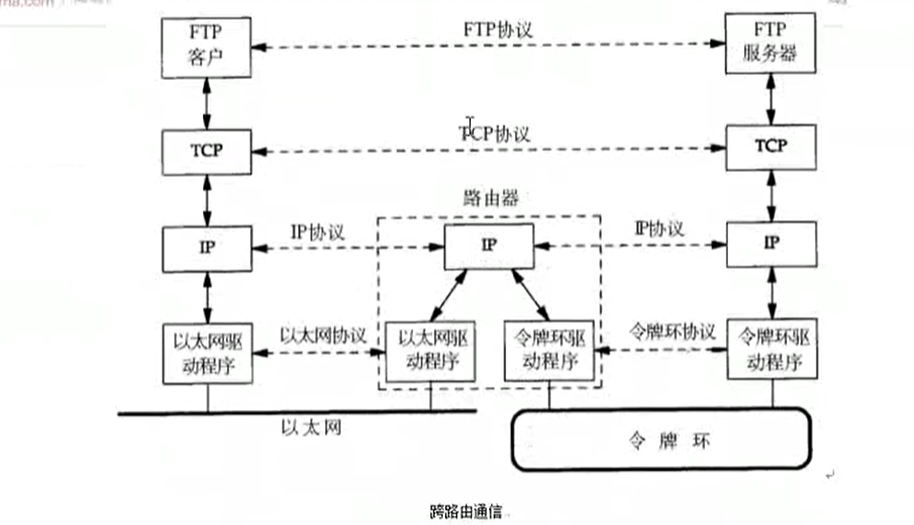 FTP
客户
FTP协议
FTP
服务器
TCP
TCP协议
TCP
路由器
IP
IP协议
IP
IP协议
IP
以太网驱
动程序
以太网协议
以太网驱
动程序
令牌环驱
动程序
令牌环协议
令牌环驱
动程序
以太网
令牌环
跨路由通信